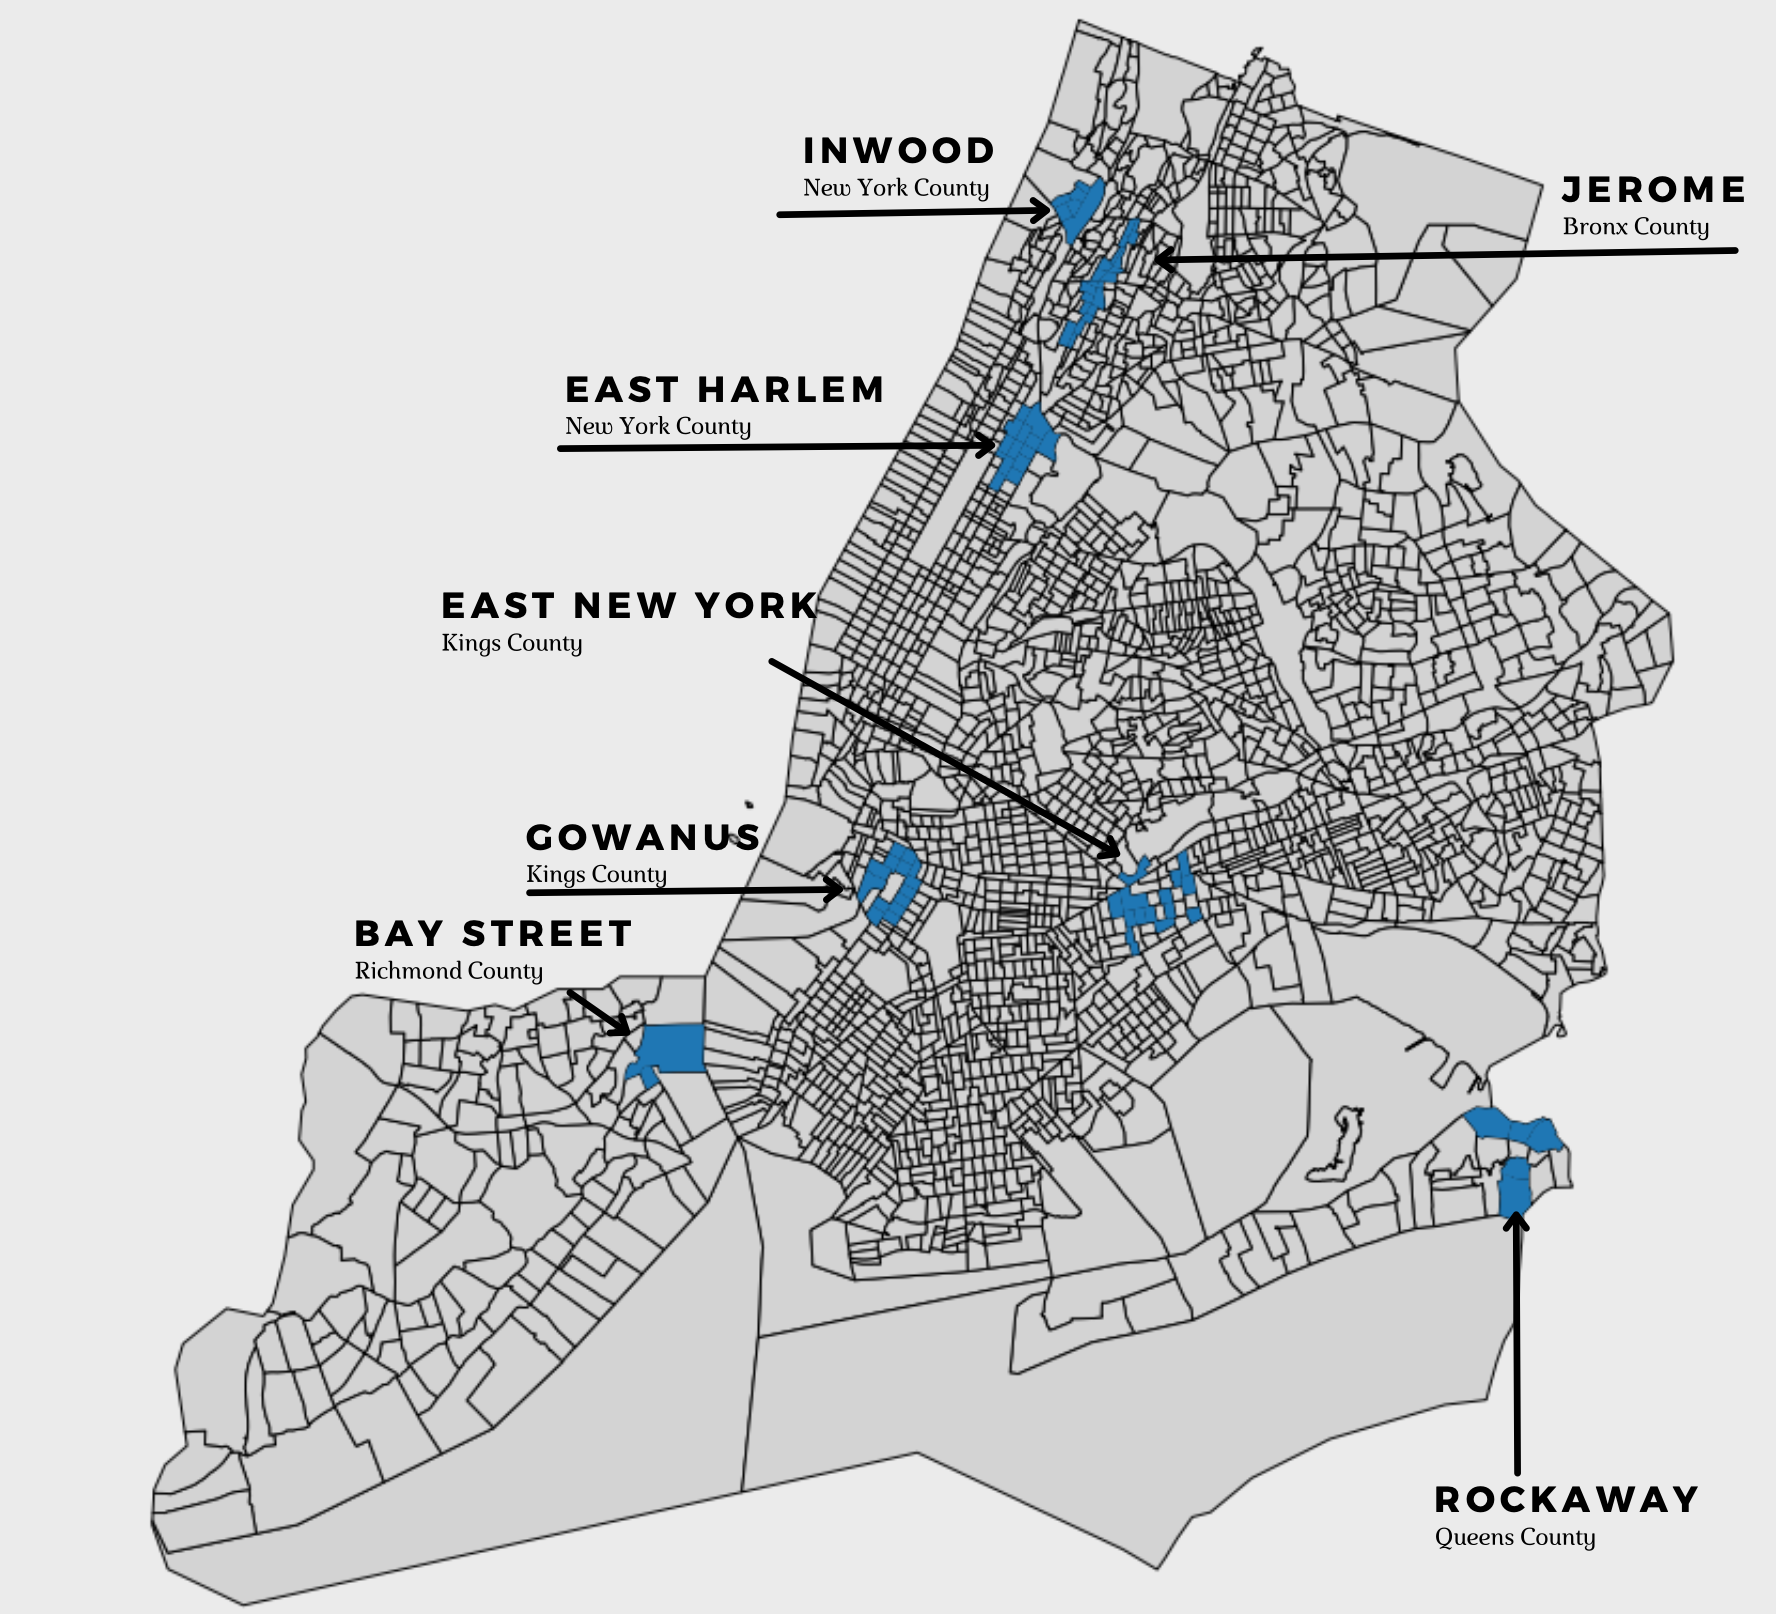 INWOOD
New York County
JEROME
Bronx County
EAST HARLEM
New York County
EAST NEW YORK
Kings County
GOWANUS
Kings County
BAY STREET
Richmond County
ROCKAWAY
Queens County